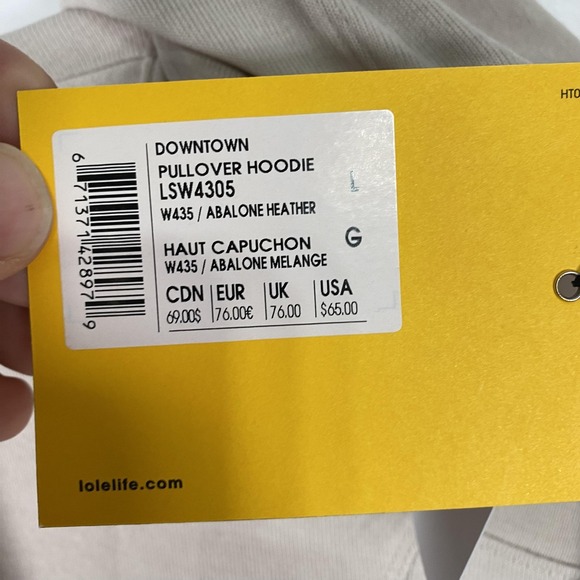 HT0
DOWNTOWN
PULLOVER HOODIE
LSW4305
L
W435 / ABALONE HEATHER
HAUT CAPUCHON
G
W435 / ABALONE MELANGE
CDN EUR UK USA
69.00$ 76.00€ 76.00 $65.00
6 71371 42897 9
lolelife.com